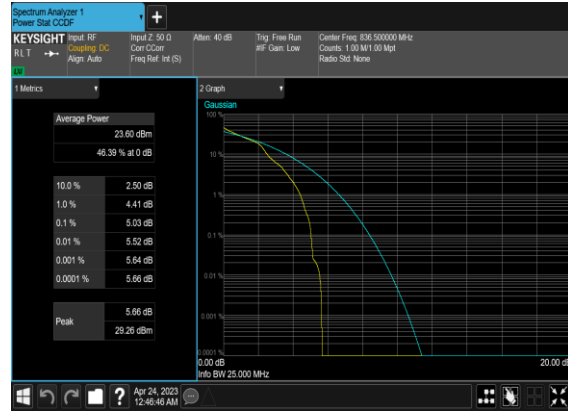 Spectrum Analyzer 1
Power Stat CCDF
KEYSIGHT
Input: RF
Input Z: 50 Ω
Atten: 40 dB
Trig: Free Run
Center Freq: 836.500000 MHz
RLT
Coupling: DC
Corr CCorr
#IF Gain: Low
Counts: 1.00 M/1.00 Mpt
Align: Auto
Freq Ref: Int (S)
Radio Std: None
1 Metrics
2 Graph
Gaussian
Average Power
23.60 dBm
46.39 % at 0 dB
10.0 % 2.50 dB
1.0 % 4.41 dB
0.1 % 5.03 dB
0.01 % 5.52 dB
0.001 % 5.64 dB
0.0001 % 5.66 dB
Peak
5.66 dB
29.26 dBm
100 %
10 %
1 %
0.1 %
0.01 %
0.001 %
0.0001 %
0.00 dB
20.00 dB
Info BW 25.000 MHz
?
Apr 24, 2023
12:46:46 AM